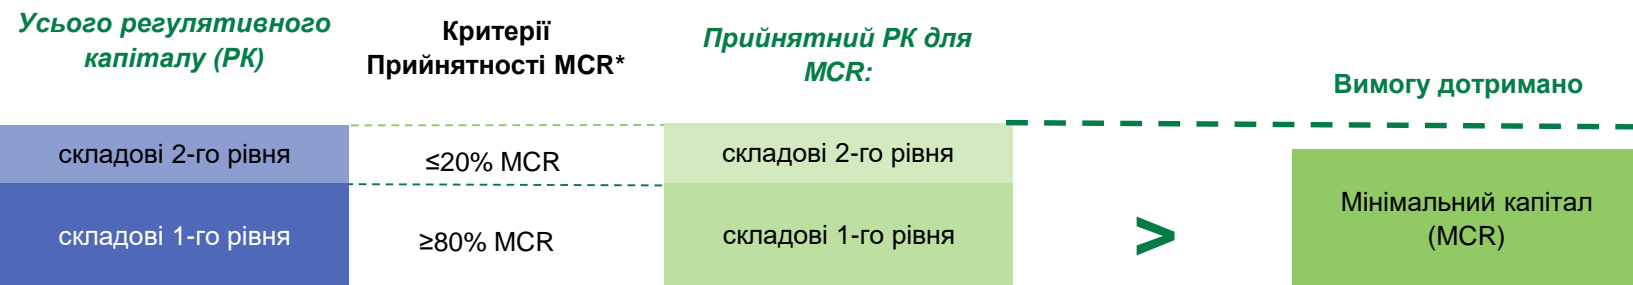 Усього регулятивного
капіталу (РК)
Критерії
Прийнятності MCR*
Прийнятний РК для
MCR:
Вимогу дотримано
складові 2-го рівня
≤20% MCR
складові 2-го рівня
складові 1-го рівня
≥80% MCR
складові 1-го рівня
>
Мінімальний капітал
(MCR)